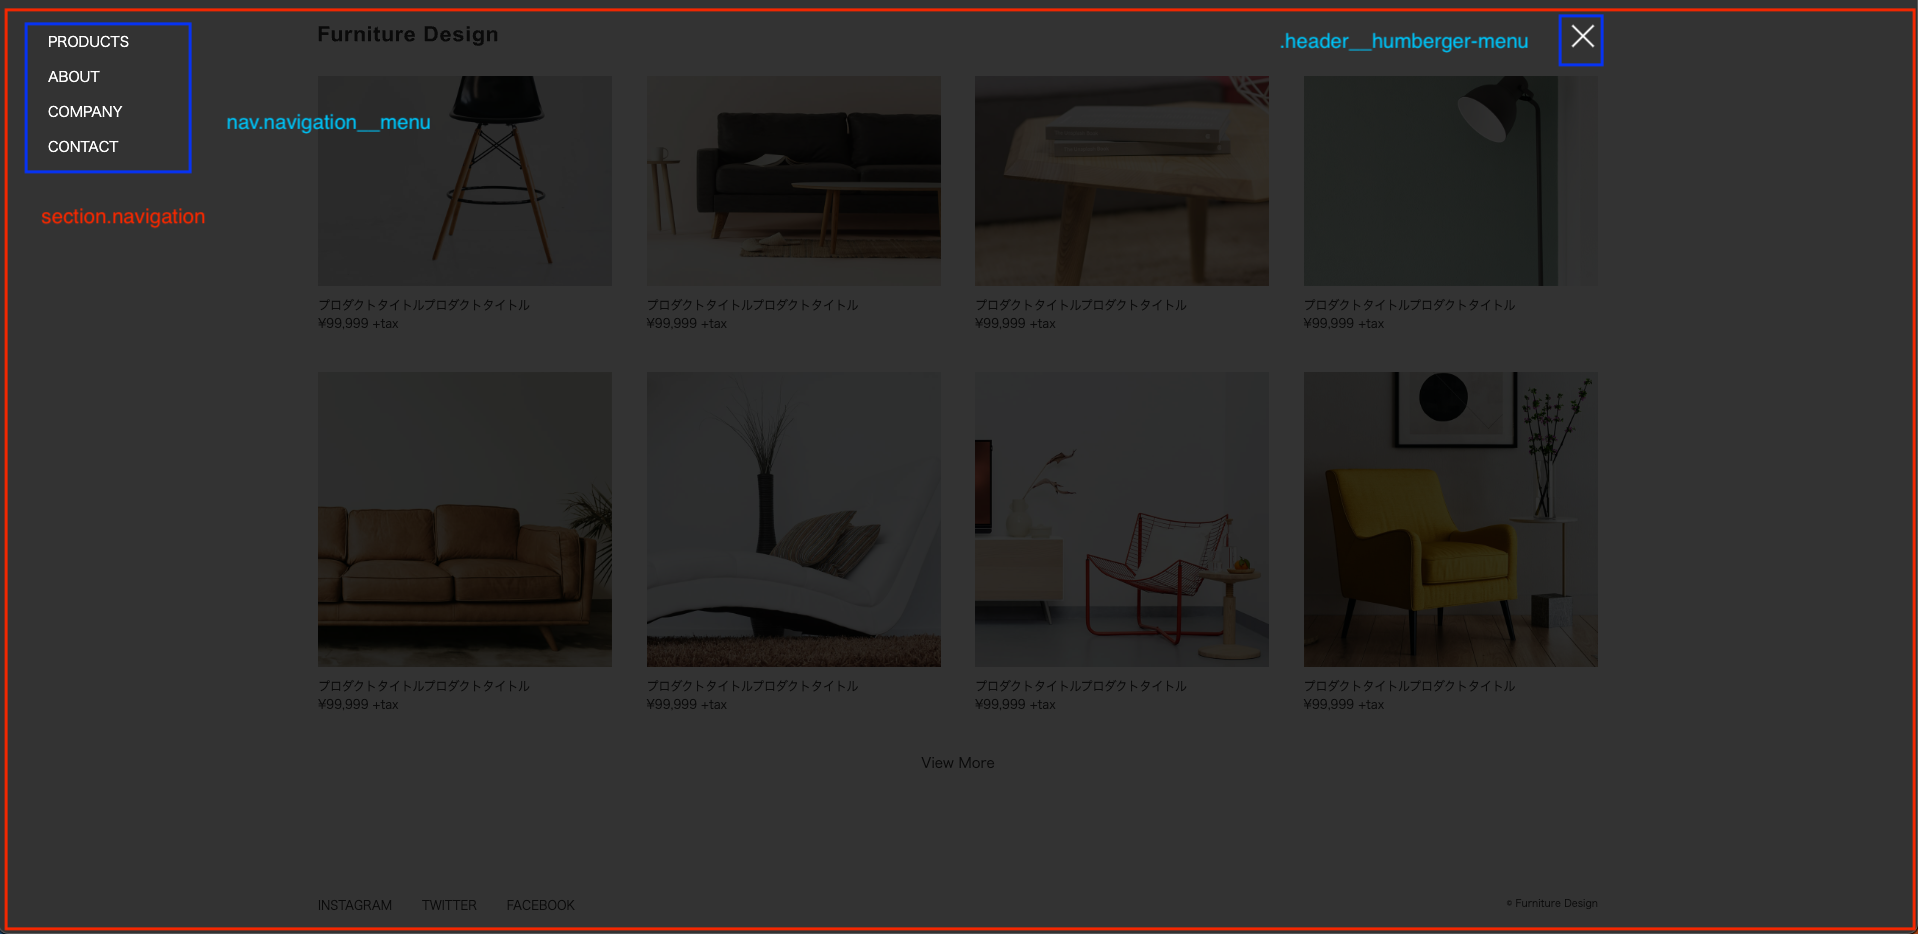 PRODUCTS
ABOUT
COMPANY
CONTACT
nav.navigation__menu
section.navigation
Furniture Design
.header__humberger-menu
プロダクトタイトルプロダクトタイトル
¥99,999 +tax
プロダクトタイトルプロダクトタイトル
¥99,999 +tax
プロダクトタイトルプロダクトタイトル
¥99,999 +tax
プロダクトタイトルプロダクトタイトル
¥99,999 +tax
プロダクトタイトルプロダクトタイトル
¥99,999 +tax
プロダクトタイトルプロダクトタイトル
¥99,999 +tax
プロダクトタイトルプロダクトタイトル
¥99,999 +tax
プロダクトタイトルプロダクトタイトル
¥99,999 +tax
View More
INSTAGRAM
TWITTER
FACEBOOK
© Furniture Design